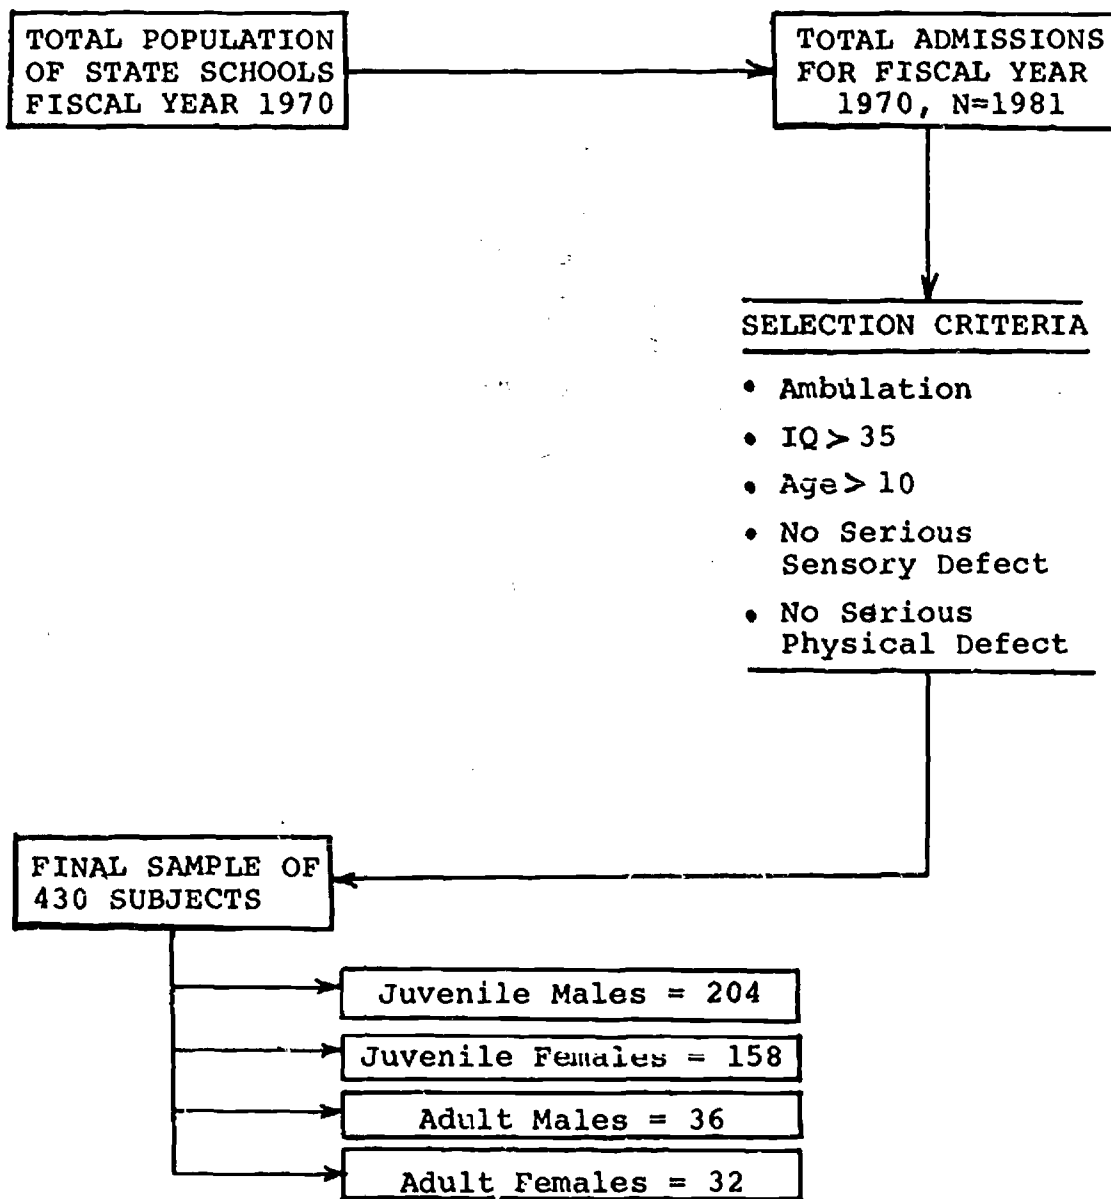 TOTAL POPULATION
OF STATE SCHOOLS
FISCAL YEAR 1970
TOTAL ADMISSIONS
FOR FISCAL YEAR
1970, N=1981
SELECTION CRITERIA
• Ambulation
• IQ > 35
• Age > 10
• No Serious
Sensory Defect
• No Serious
Physical Defect
FINAL SAMPLE OF
430 SUBJECTS
Juvenile Males = 204
Juvenile Females = 158
Adult Males = 36
Adult Females = 32